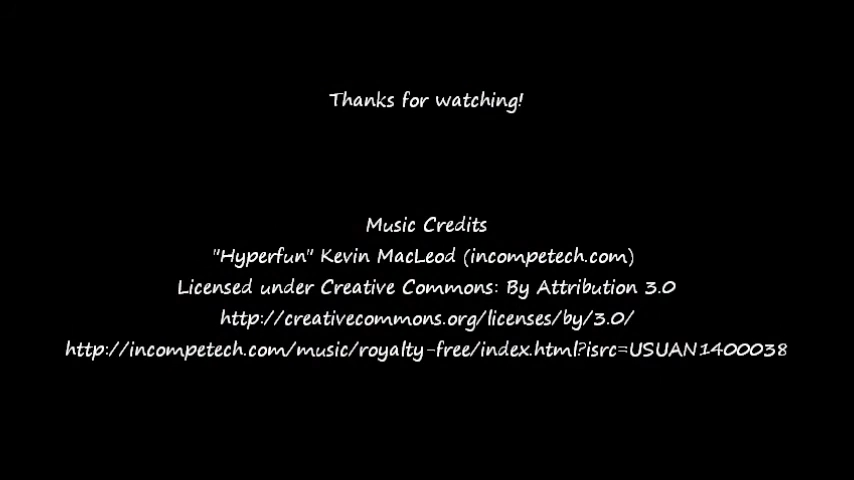 Thanks for watching!
Music Credits
"Hyperfun" Kevin MacLeod (incompetech.com)
Licensed under Creative Commons: By Attribution 3.0
http://creativecommons.org/licenses/by/3.0/
http://incompetech.com/music/royalty-free/index.html?isrc=USUAN1400038